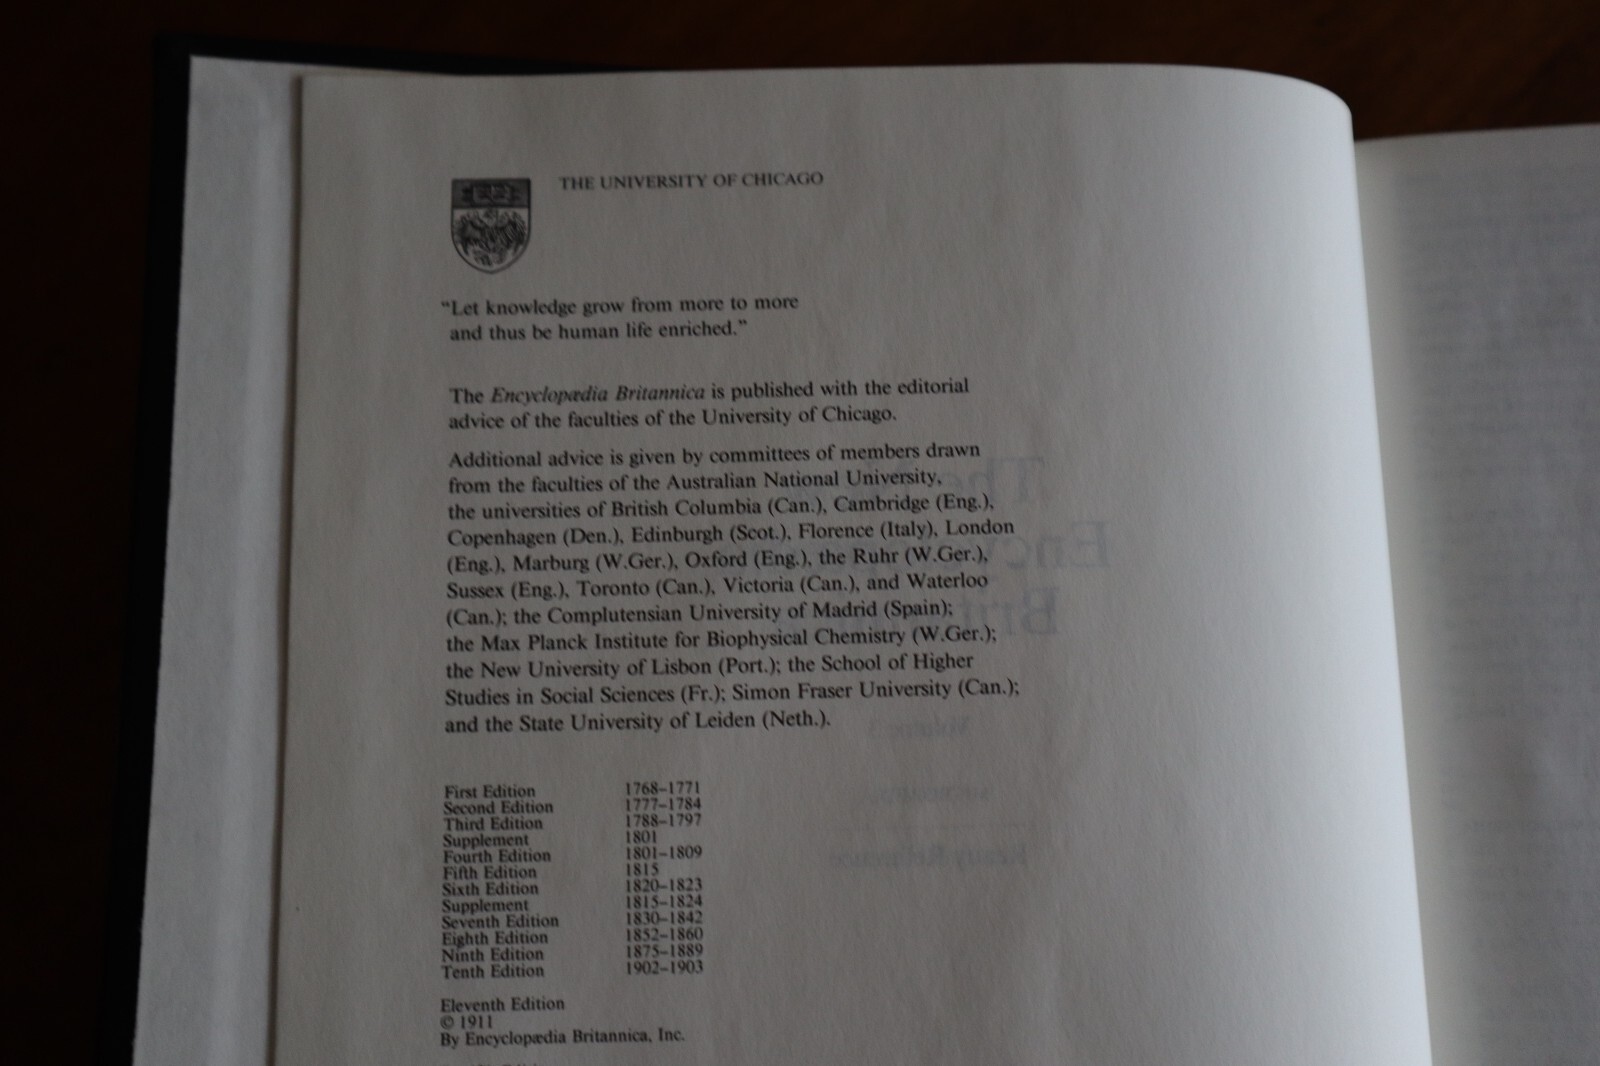 THE UNIVERSITY OF CHICAGO
“Let knowledge grow from more to more
and thus be human life enriched.”
The Encyclopædia Britannica is published with the editorial
advice of the faculties of the University of Chicago.
Additional advice is given by committees of members drawn
from the faculties of the Australian National University,
the universities of British Columbia (Can.), Cambridge (Eng.),
Copenhagen (Den.), Edinburgh (Scot.), Florence (Italy), London
(Eng.), Marburg (W.Ger.), Oxford (Eng.), the Ruhr (W.Ger.),
Sussex (Eng.), Toronto (Can.), Victoria (Can.), and Waterloo
(Can.); the Complutensian University of Madrid (Spain);
the Max Planck Institute for Biophysical Chemistry (W.Ger.);
the New University of Lisbon (Port.); the School of Higher
Studies in Social Sciences (Fr.); Simon Fraser University (Can.);
and the State University of Leiden (Neth.).
First Edition 1768–1771
Second Edition 1777–1784
Third Edition 1788–1797
Supplement 1801
Fourth Edition 1801–1809
Fifth Edition 1815
Sixth Edition 1820–1823
Supplement 1815–1824
Seventh Edition 1830–1842
Eighth Edition 1852–1860
Ninth Edition 1875–1889
Tenth Edition 1902–1903
Eleventh Edition
© 1911
By Encyclopædia Britannica, Inc.